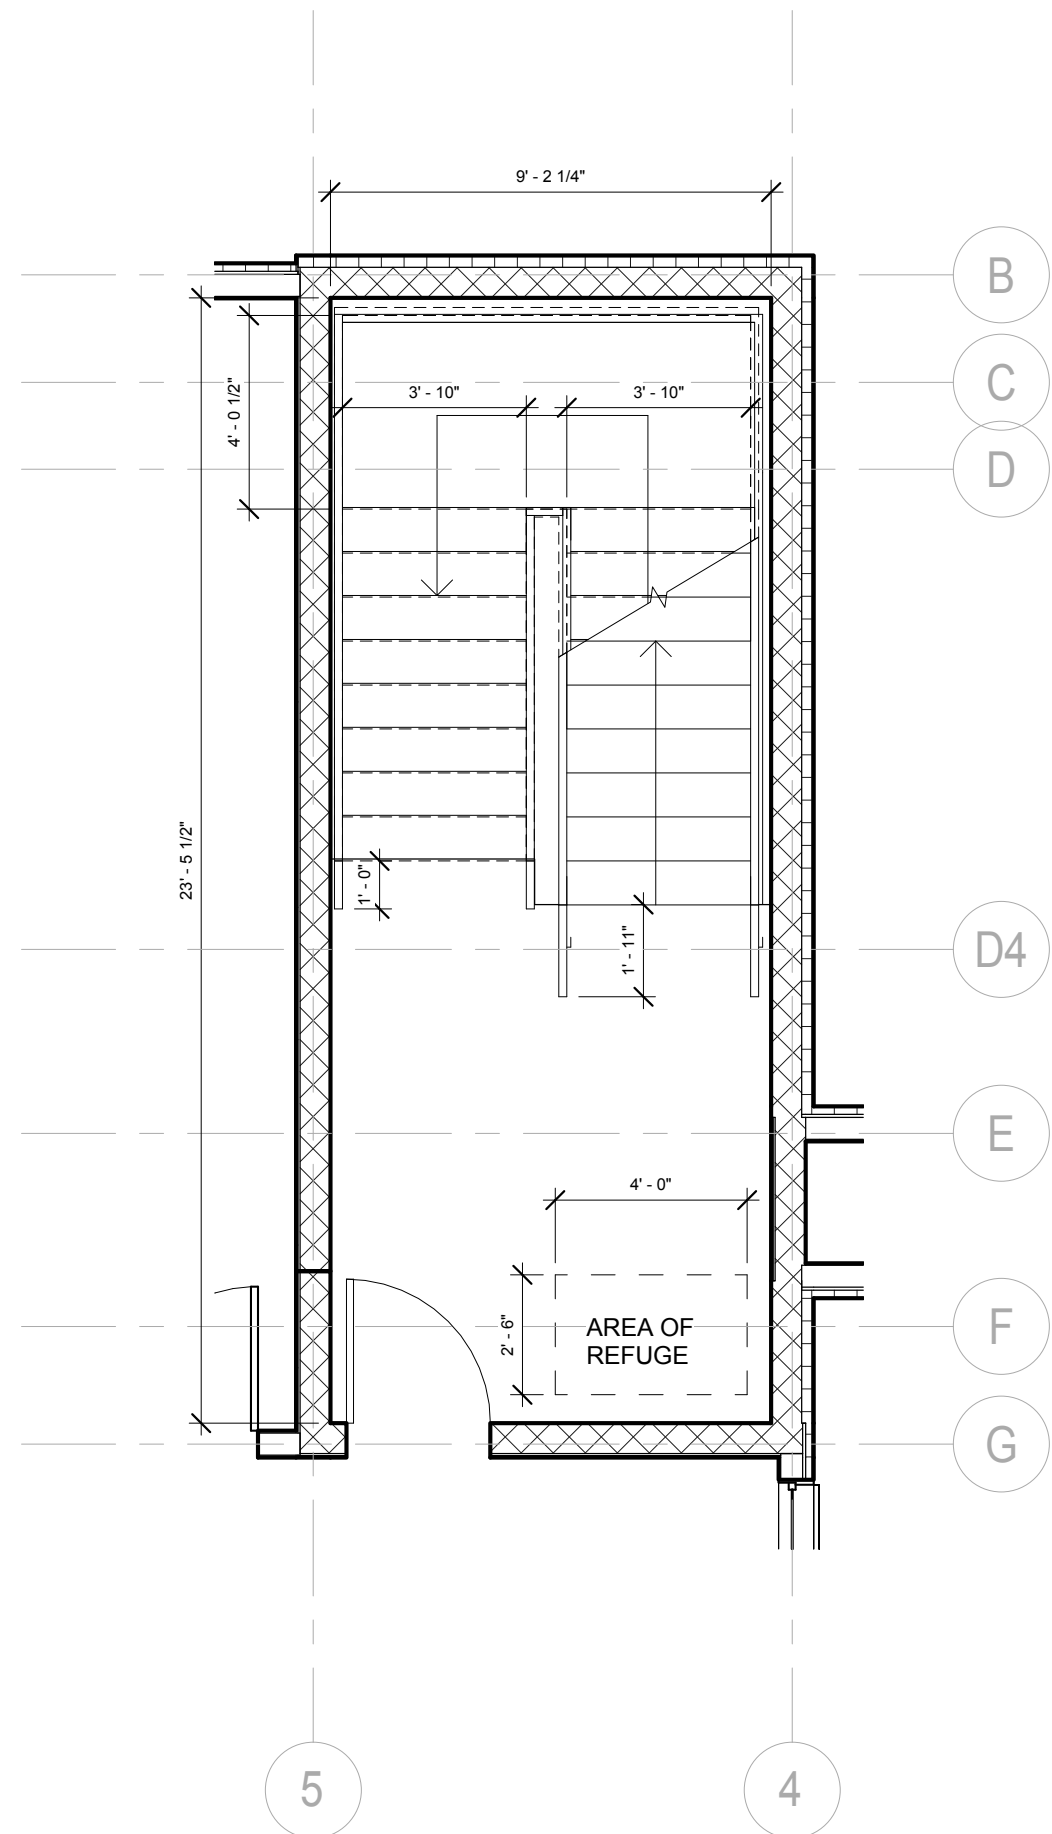 9' - 2 1/4"
B
C
3' - 10"
3' - 10"
4' - 0 1/2"
D
23' - 5 1/2"
1' - 0"
1' - 11"
D4
E
4' - 0"
2' - 6"
AREA OF
REFUGE
F
G
5
4